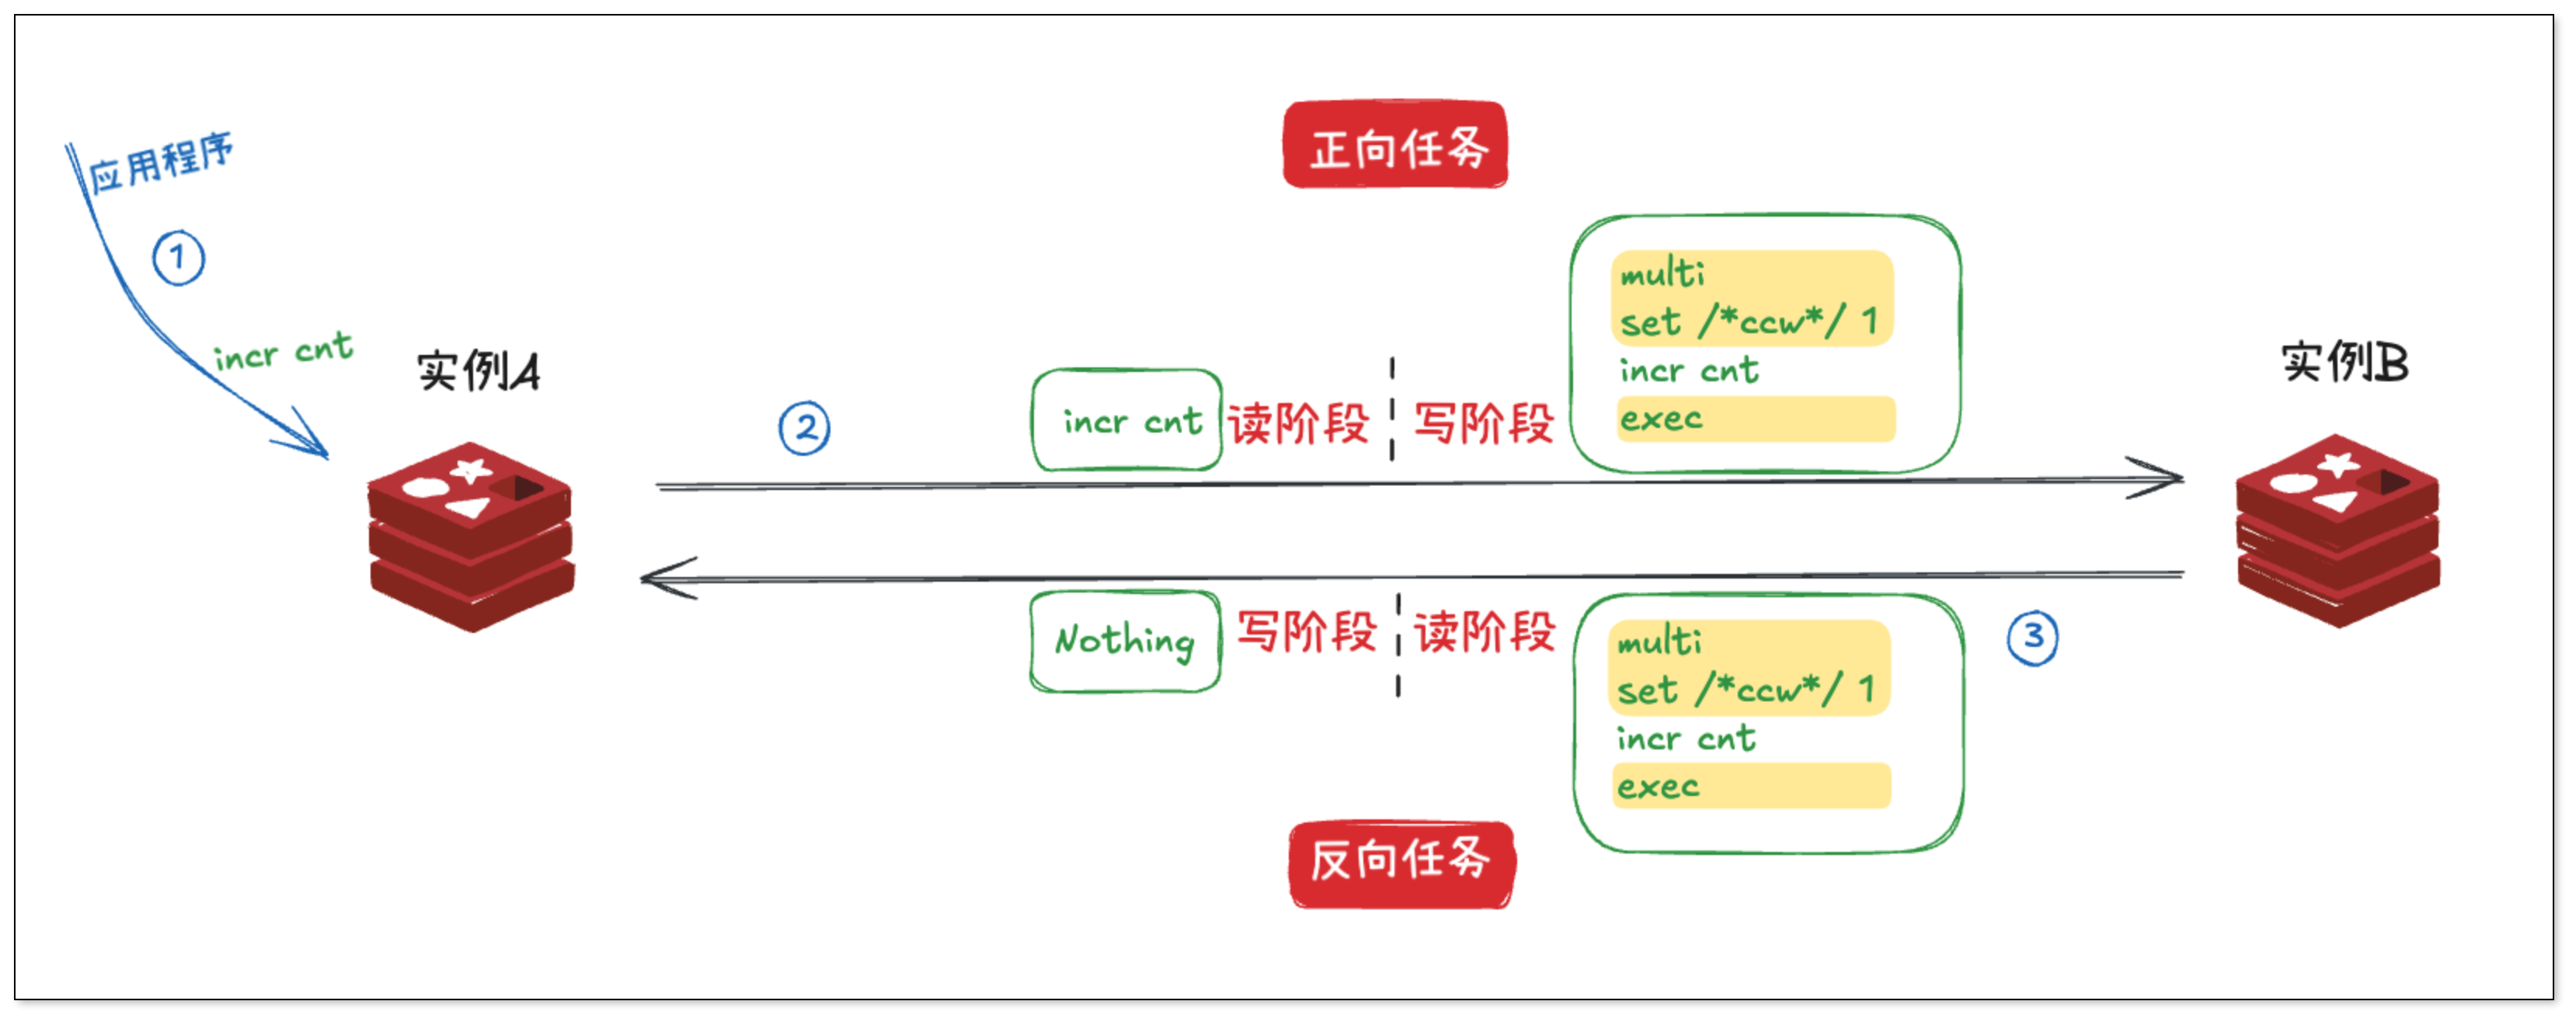 正向任务
应用程序
1
incr cnt
实例A
2
incr cnt
读阶段
写阶段
multi
set /*ccw*/ 1
incr cnt
exec
实例B
Nothing
写阶段
读阶段
multi
set /*ccw*/ 1
incr cnt
exec
3
反向任务